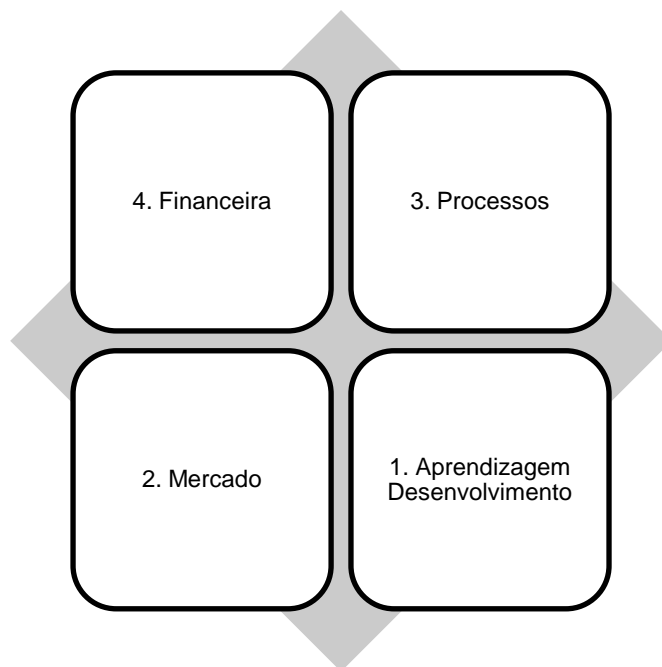 4. Financeira
3. Processos
2. Mercado
1. Aprendizagem
Desenvolvimento